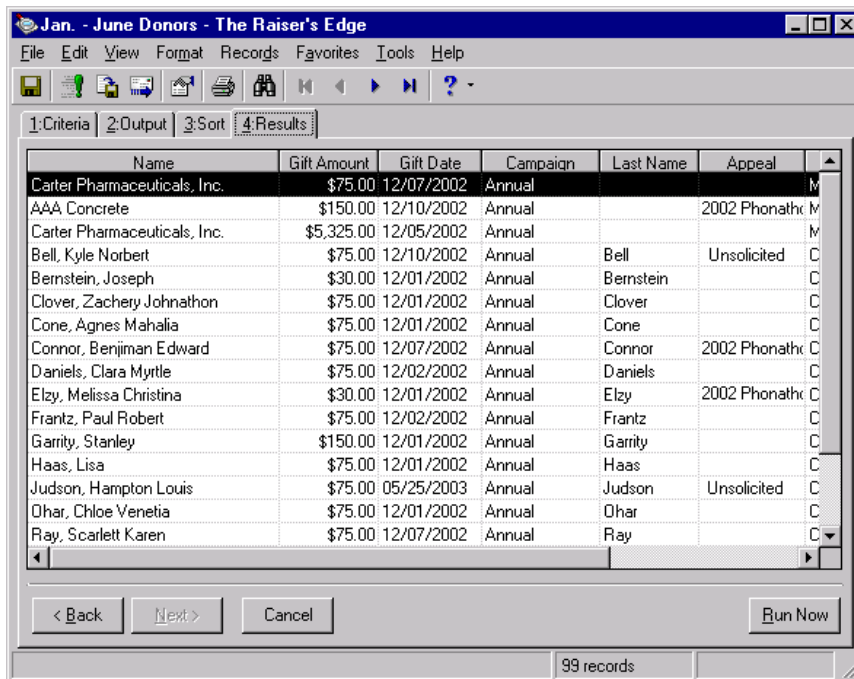 Jan. - June Donors - The Raiser's Edge
File Edit View Format Records Favorites Tools Help
1:Criteria 2:Output 3:Sort 4:Results
Name Gift Amount Gift Date Campaign Last Name Appeal
Carter Pharmaceuticals, Inc. $75.00 12/07/2002 Annual M
AAA Concrete $150.00 12/10/2002 Annual 2002 Phonatho M
Carter Pharmaceuticals, Inc. $5,325.00 12/05/2002 Annual M
Bell, Kyle Norbert $75.00 12/10/2002 Annual Bell Unsolicited C
Bernstein, Joseph $30.00 12/01/2002 Annual Bernstein C
Clover, Zachery Johnathon $75.00 12/01/2002 Annual Clover C
Cone, Agnes Mahalia $75.00 12/01/2002 Annual Cone C
Connor, Benjiman Edward $75.00 12/07/2002 Annual Connor 2002 Phonatho C
Daniels, Clara Myrtle $75.00 12/02/2002 Annual Daniels C
Elzy, Melissa Christina $30.00 12/01/2002 Annual Elzy 2002 Phonatho C
Frantz, Paul Robert $75.00 12/02/2002 Annual Frantz C
Garrity, Stanley $150.00 12/01/2002 Annual Garrity C
Haas, Lisa $75.00 12/01/2002 Annual Haas C
Judson, Hampton Louis $75.00 05/25/2003 Annual Judson Unsolicited C
Ohar, Chloe Venetia $75.00 12/01/2002 Annual Ohar C
Ray, Scarlett Karen $75.00 12/07/2002 Annual Ray C
< Back Next > Cancel Run Now
99 records